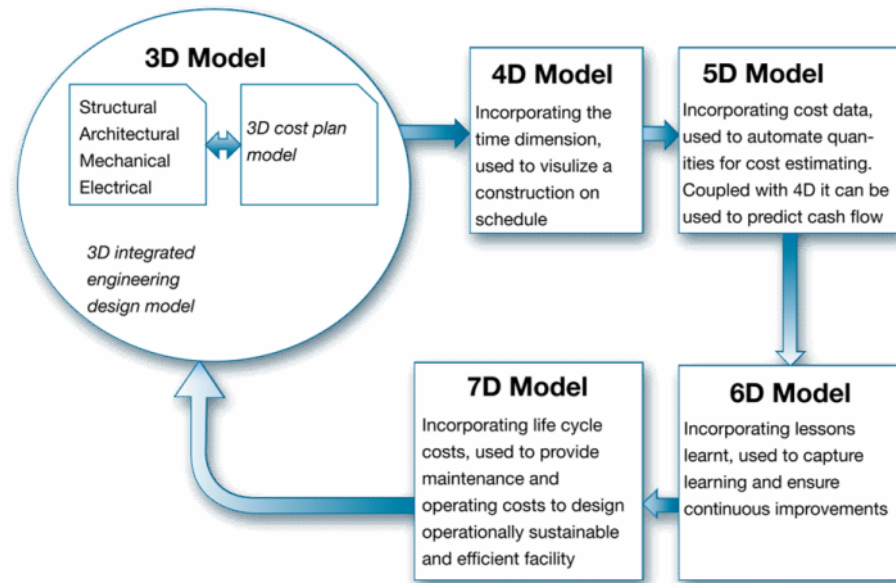 3D Model
Structural
Architectural
Mechanical
Electrical
3D cost plan
model
3D integrated
engineering
design model
4D Model
Incorporating the
time dimension,
used to visulize a
construction on
schedule
5D Model
Incorporating cost data,
used to automate quan-
ities for cost estimating.
Coupled with 4D it can be
used to predict cash flow
6D Model
Incorporating lessons
learnt, used to capture
learning and ensure
continuous improvements
7D Model
Incorporating life cycle
costs, used to provide
maintenance and
operating costs to design
operationally sustainable
and efficient facility